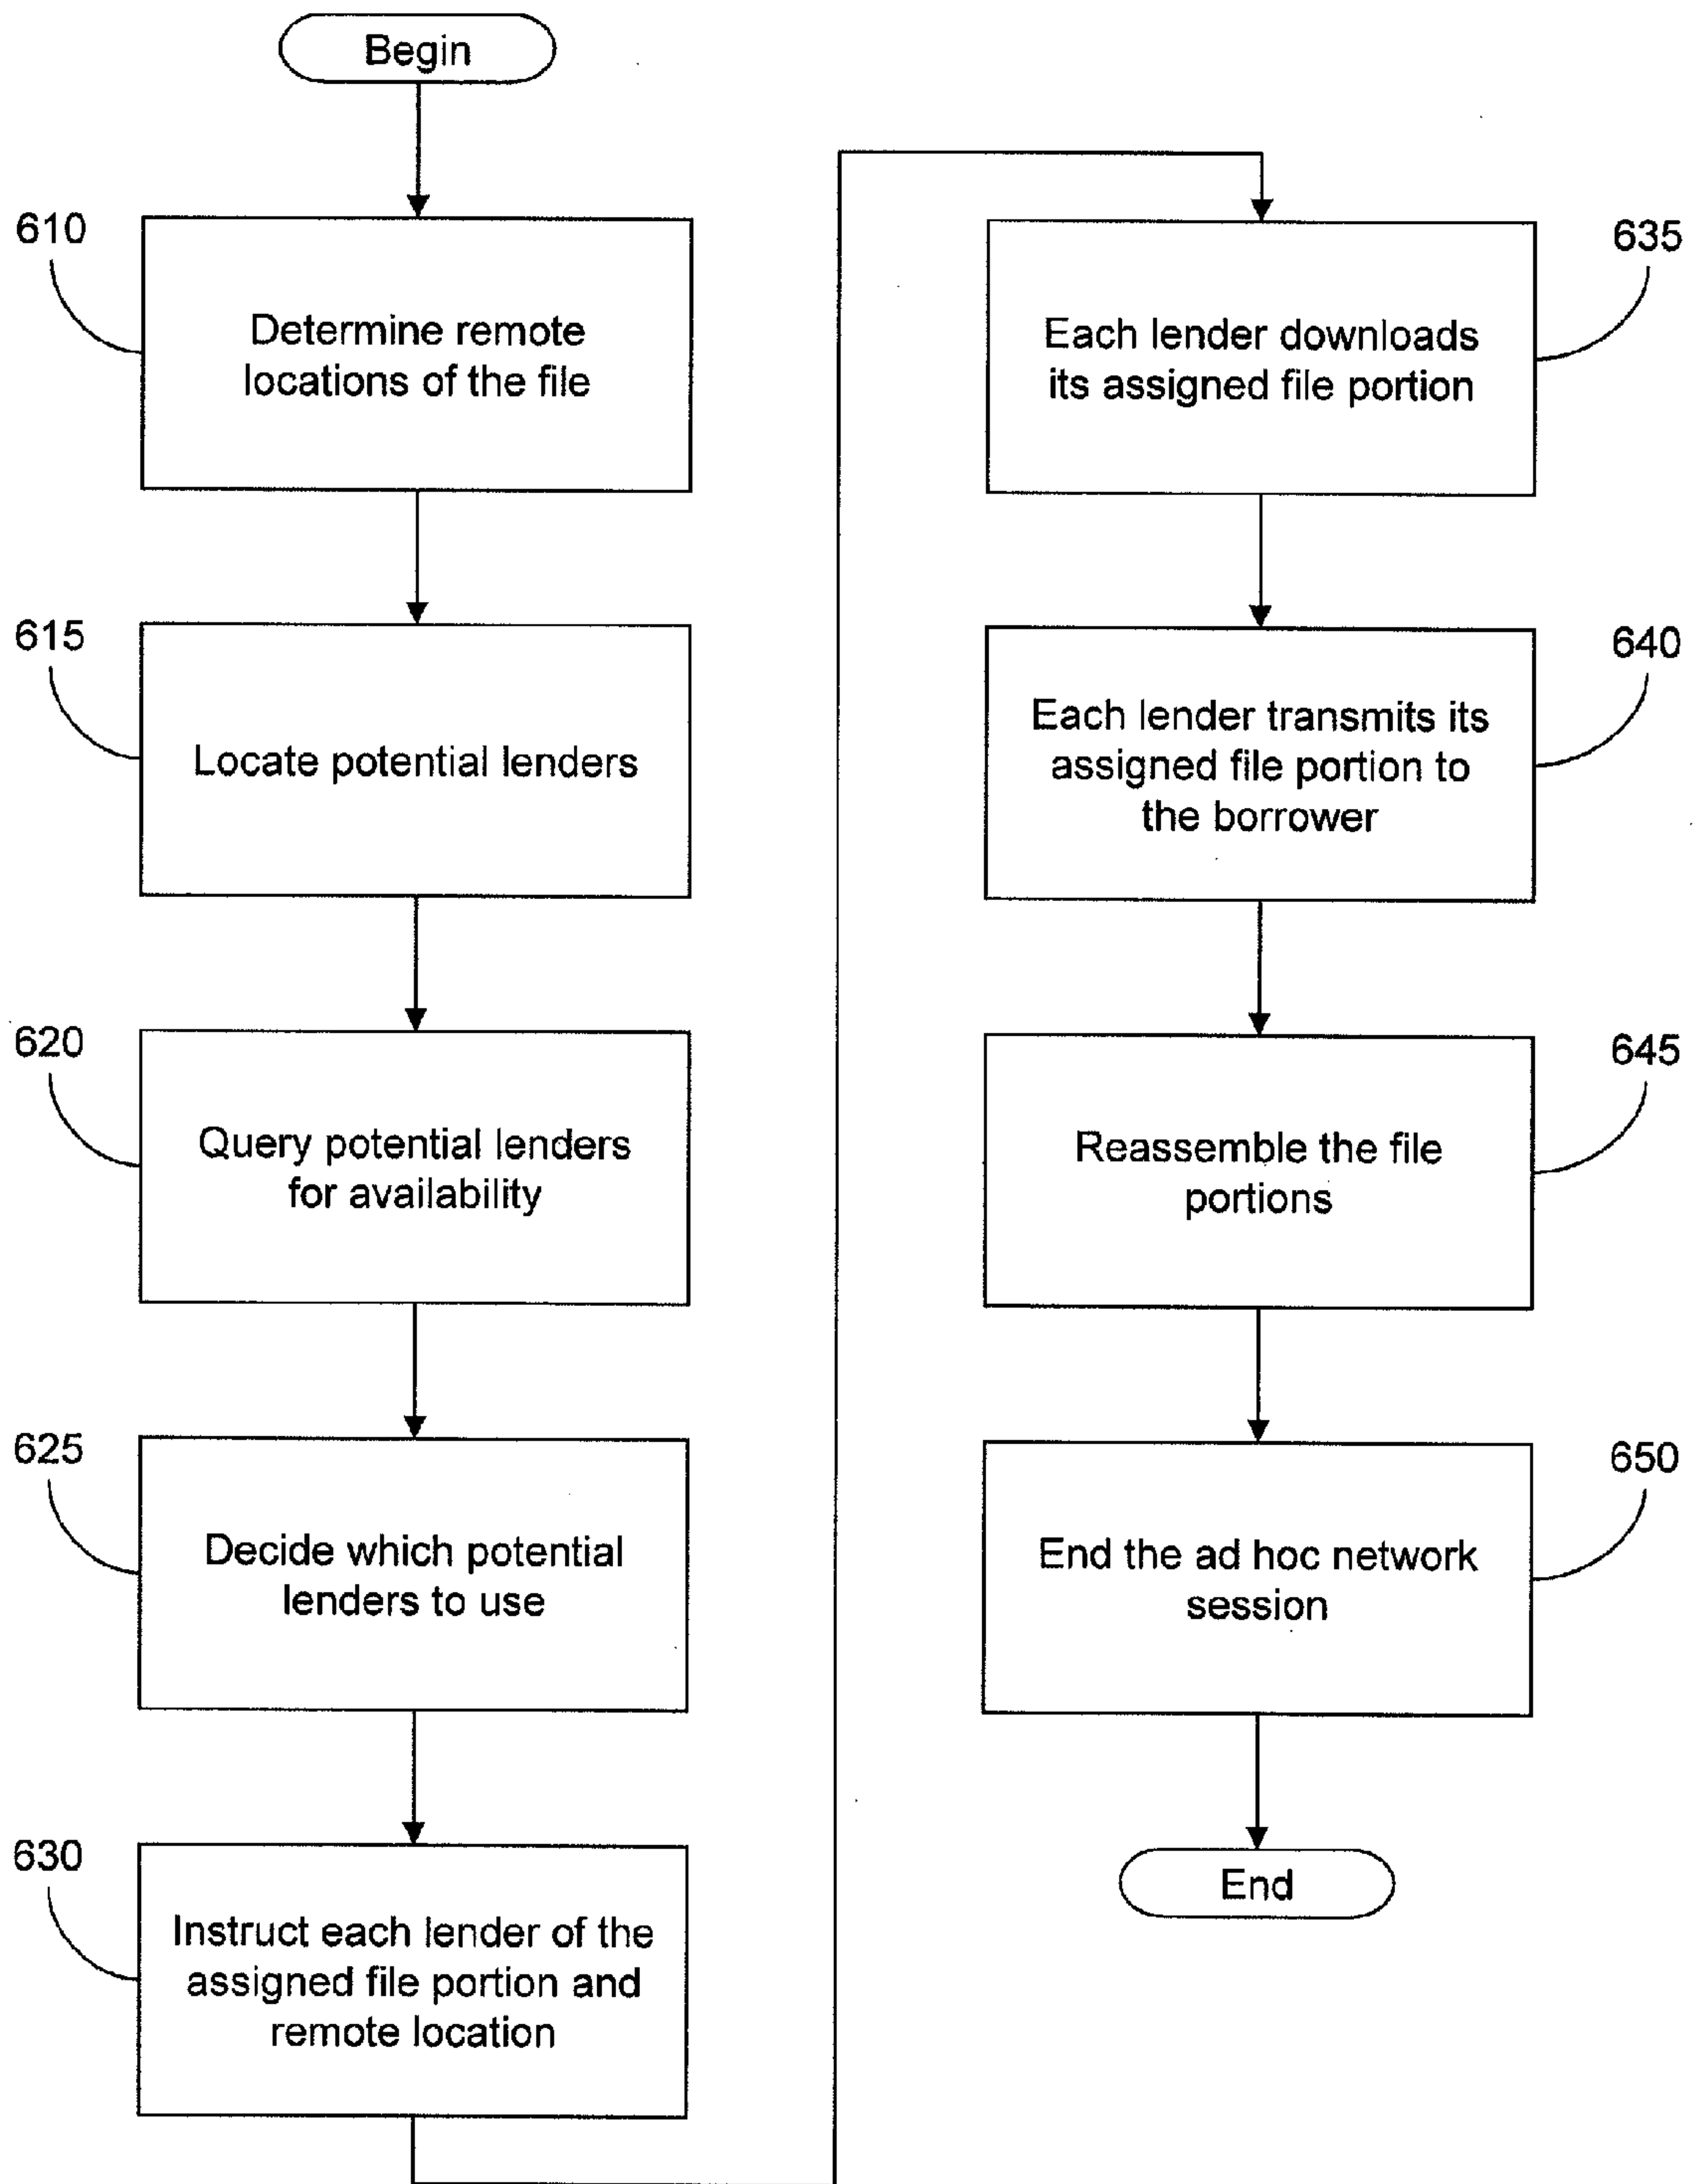 Begin
610
Determine remote
locations of the file
615
Locate potential lenders
620
Query potential lenders
for availability
625
Decide which potential
lenders to use
630
Instruct each lender of the
assigned file portion and
remote location
635
Each lender downloads
its assigned file portion
640
Each lender transmits its
assigned file portion to
the borrower
645
Reassemble the file
portions
650
End the ad hoc network
session
End